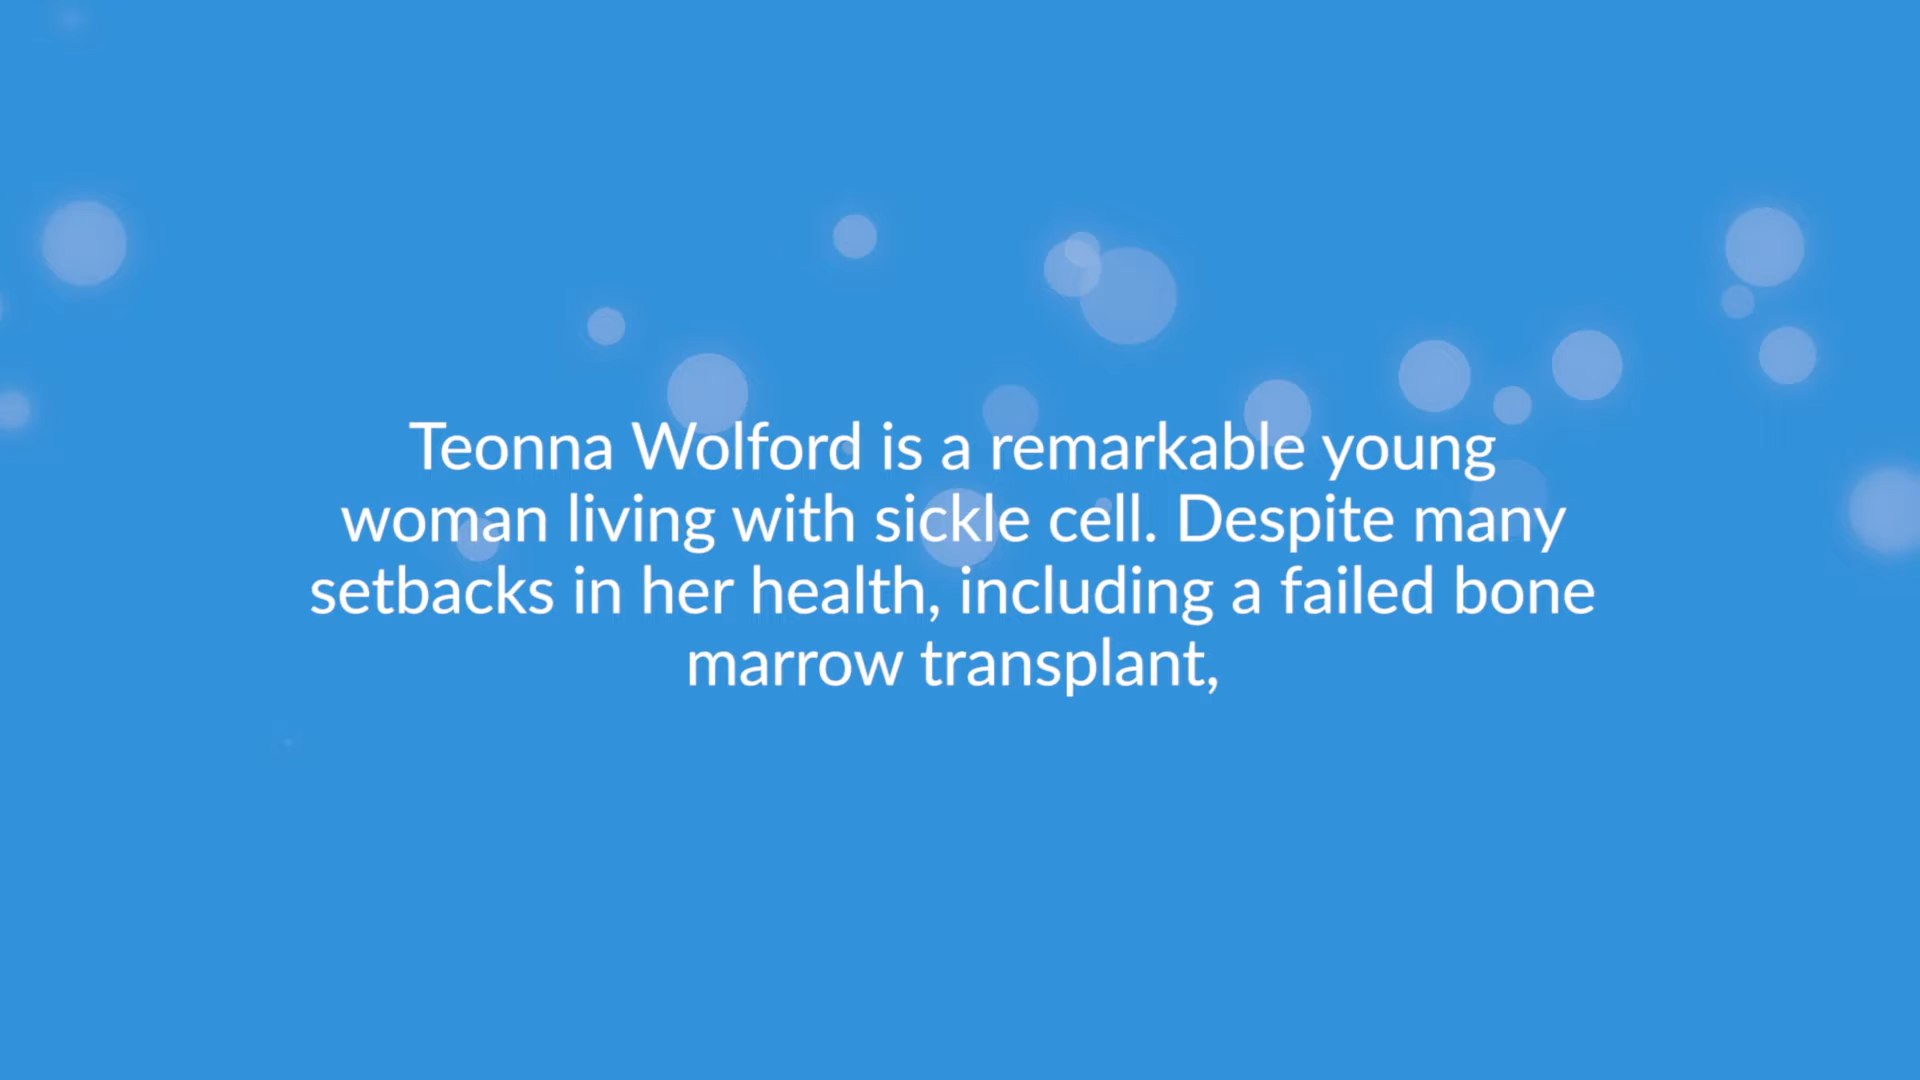 Teonna Wolford is a remarkable young
woman living with sickle cell. Despite many
setbacks in her health, including a failed bone
marrow transplant,